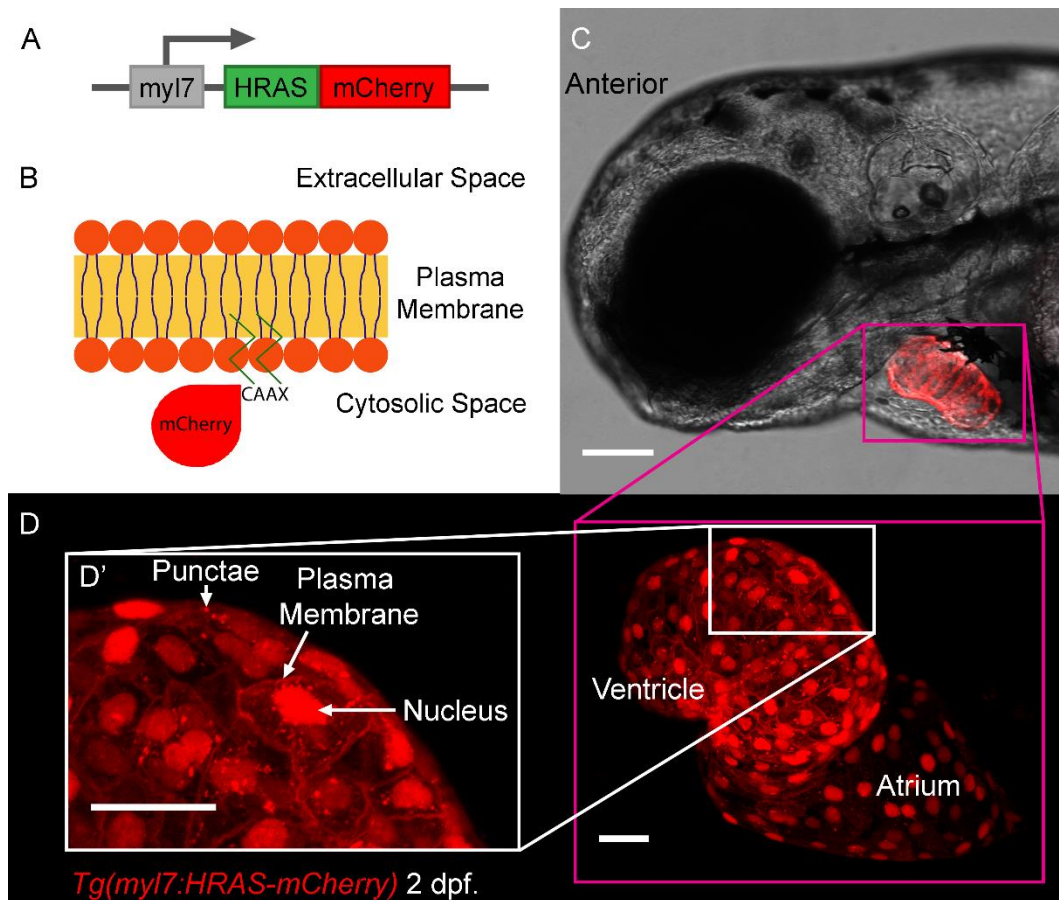 A
myl7
HRAS
mCherry
B
Extracellular Space
Plasma
Membrane
CAAX
mCherry
Cytosolic Space
C
Anterior
D
D'
Punctae
Plasma
Membrane
Nucleus
Ventricle
Atrium
Tg(myl7:HRAS-mCherry) 2 dpf.